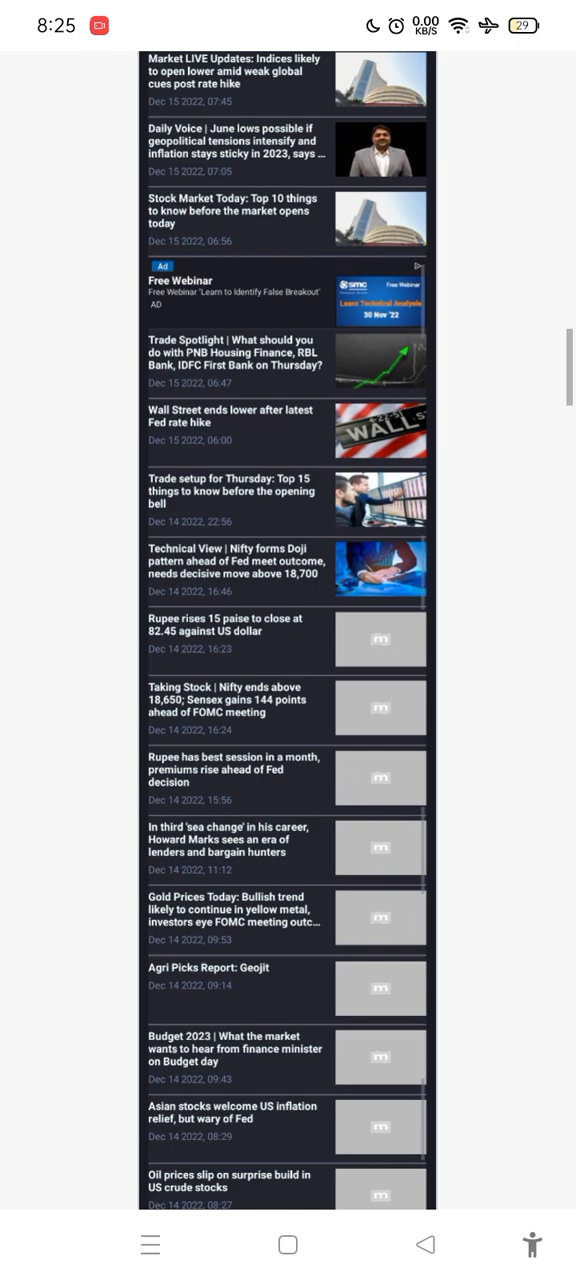 8:25
0.00
KB/S
29
Market LIVE Updates: Indices likely
to open lower amid weak global
cues post rate hike
Dec 15 2022, 07:45
Daily Voice | June lows possible if
geopolitical tensions intensify and
inflation stays sticky in 2023, says ...
Dec 15 2022, 07:05
Stock Market Today: Top 10 things
to know before the market opens
today
Dec 15 2022, 06:56
Ad
Free Webinar
Free Webinar 'Learn to Identify False Breakout'
AD
smc
Free Webinar
Learn Technical Analysis
30 Nov '22
Trade Spotlight | What should you
do with PNB Housing Finance, RBL
Bank, IDFC First Bank on Thursday?
Dec 15 2022, 06:47
Wall Street ends lower after latest
Fed rate hike
Dec 15 2022, 06:00
WALL ST
Trade setup for Thursday: Top 15
things to know before the opening
bell
Dec 14 2022, 22:56
Technical View | Nifty forms Doji
pattern ahead of Fed meet outcome,
needs decisive move above 18,700
Dec 14 2022, 16:46
Rupee rises 15 paise to close at
82.45 against US dollar
Dec 14 2022, 16:23
m
Taking Stock | Nifty ends above
18,650; Sensex gains 144 points
ahead of FOMC meeting
Dec 14 2022, 16:24
m
Rupee has best session in a month,
premiums rise ahead of Fed
decision
Dec 14 2022, 15:56
m
In third 'sea change' in his career,
Howard Marks sees an era of
lenders and bargain hunters
Dec 14 2022, 11:12
m
Gold Prices Today: Bullish trend
likely to continue in yellow metal,
investors eye FOMC meeting outc...
Dec 14 2022, 09:53
m
Agri Picks Report: Geojit
Dec 14 2022, 09:14
m
Budget 2023 | What the market
wants to hear from finance minister
on Budget day
Dec 14 2022, 09:43
m
Asian stocks welcome US inflation
relief, but wary of Fed
Dec 14 2022, 08:29
m
Oil prices slip on surprise build in
US crude stocks
Dec 14 2022, 08:27
m